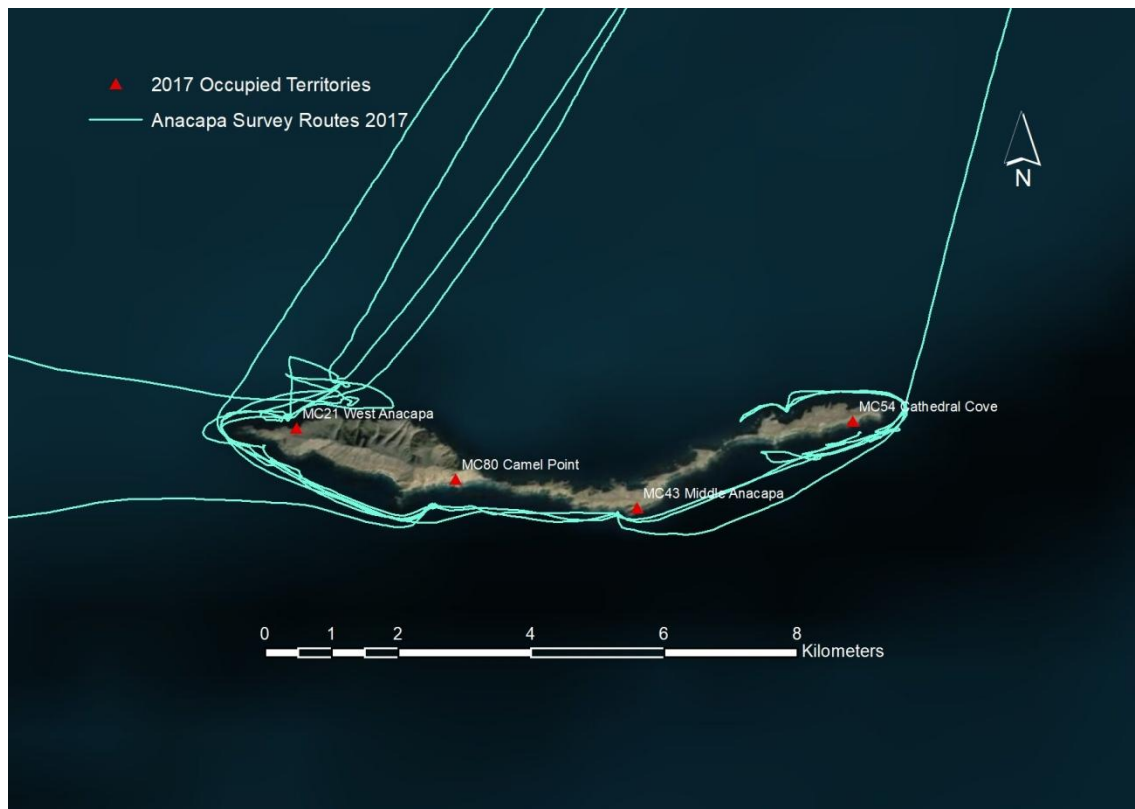 2017 Occupied Territories
Anacapa Survey Routes 2017
N
MC21 West Anacapa
MC54 Cathedral Cove
MC80 Camel Point
MC43 Middle Anacapa
0 1 2 4 6 8
Kilometers